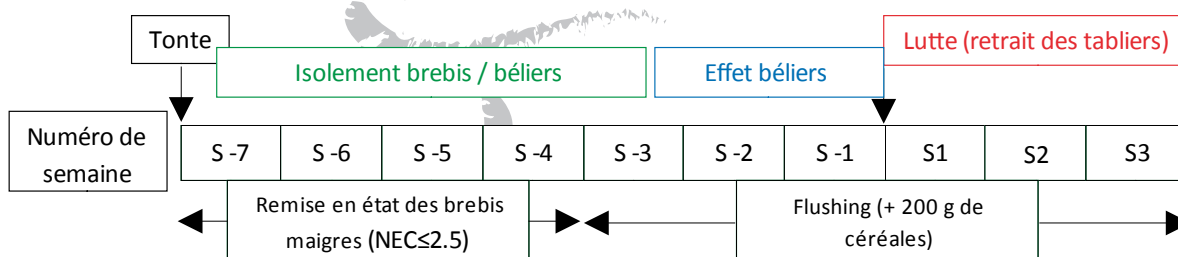 Tonte
Lutte (retrait des tabliers)
Isolement brebis / béliers
Effet béliers
Numéro de
semaine
S -7
S -6
S -5
S -4
S -3
S -2
S -1
S1
S2
S3
Remise en état des brebis
maigres (NEC≤2.5)
Flushing (+ 200 g de
céréales)